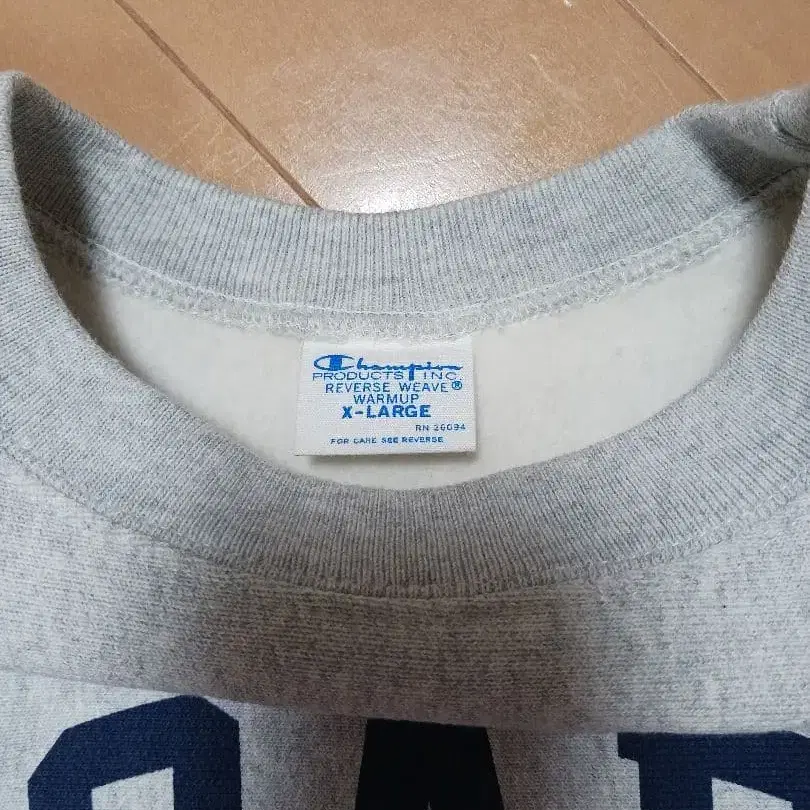 Champion
PRODUCTS INC.
REVERSE WEAVE®
WARMUP
X-LARGE
RN 26094
FOR CARE SEE REVERSE